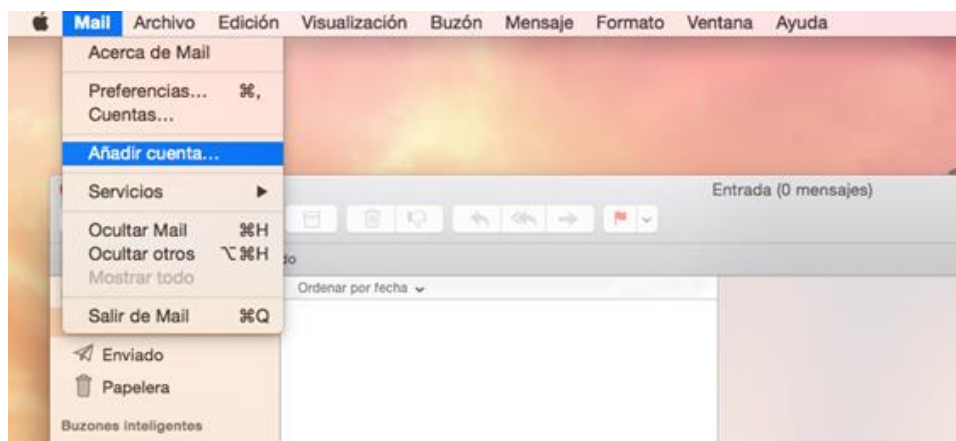 Mail Archivo Edición Visualización Buzón Mensaje Formato Ventana Ayuda
Acerca de Mail
Preferencias... ⌘,
Cuentas...
Añadir cuenta...
Servicios ▶
Entrada (0 mensajes)
Ocultar Mail ⌘H
Ocultar otros ⌥⌘H
Mostrar todo
Ordenar por fecha
Salir de Mail ⌘Q
Enviado
Papelera
Buzones inteligentes